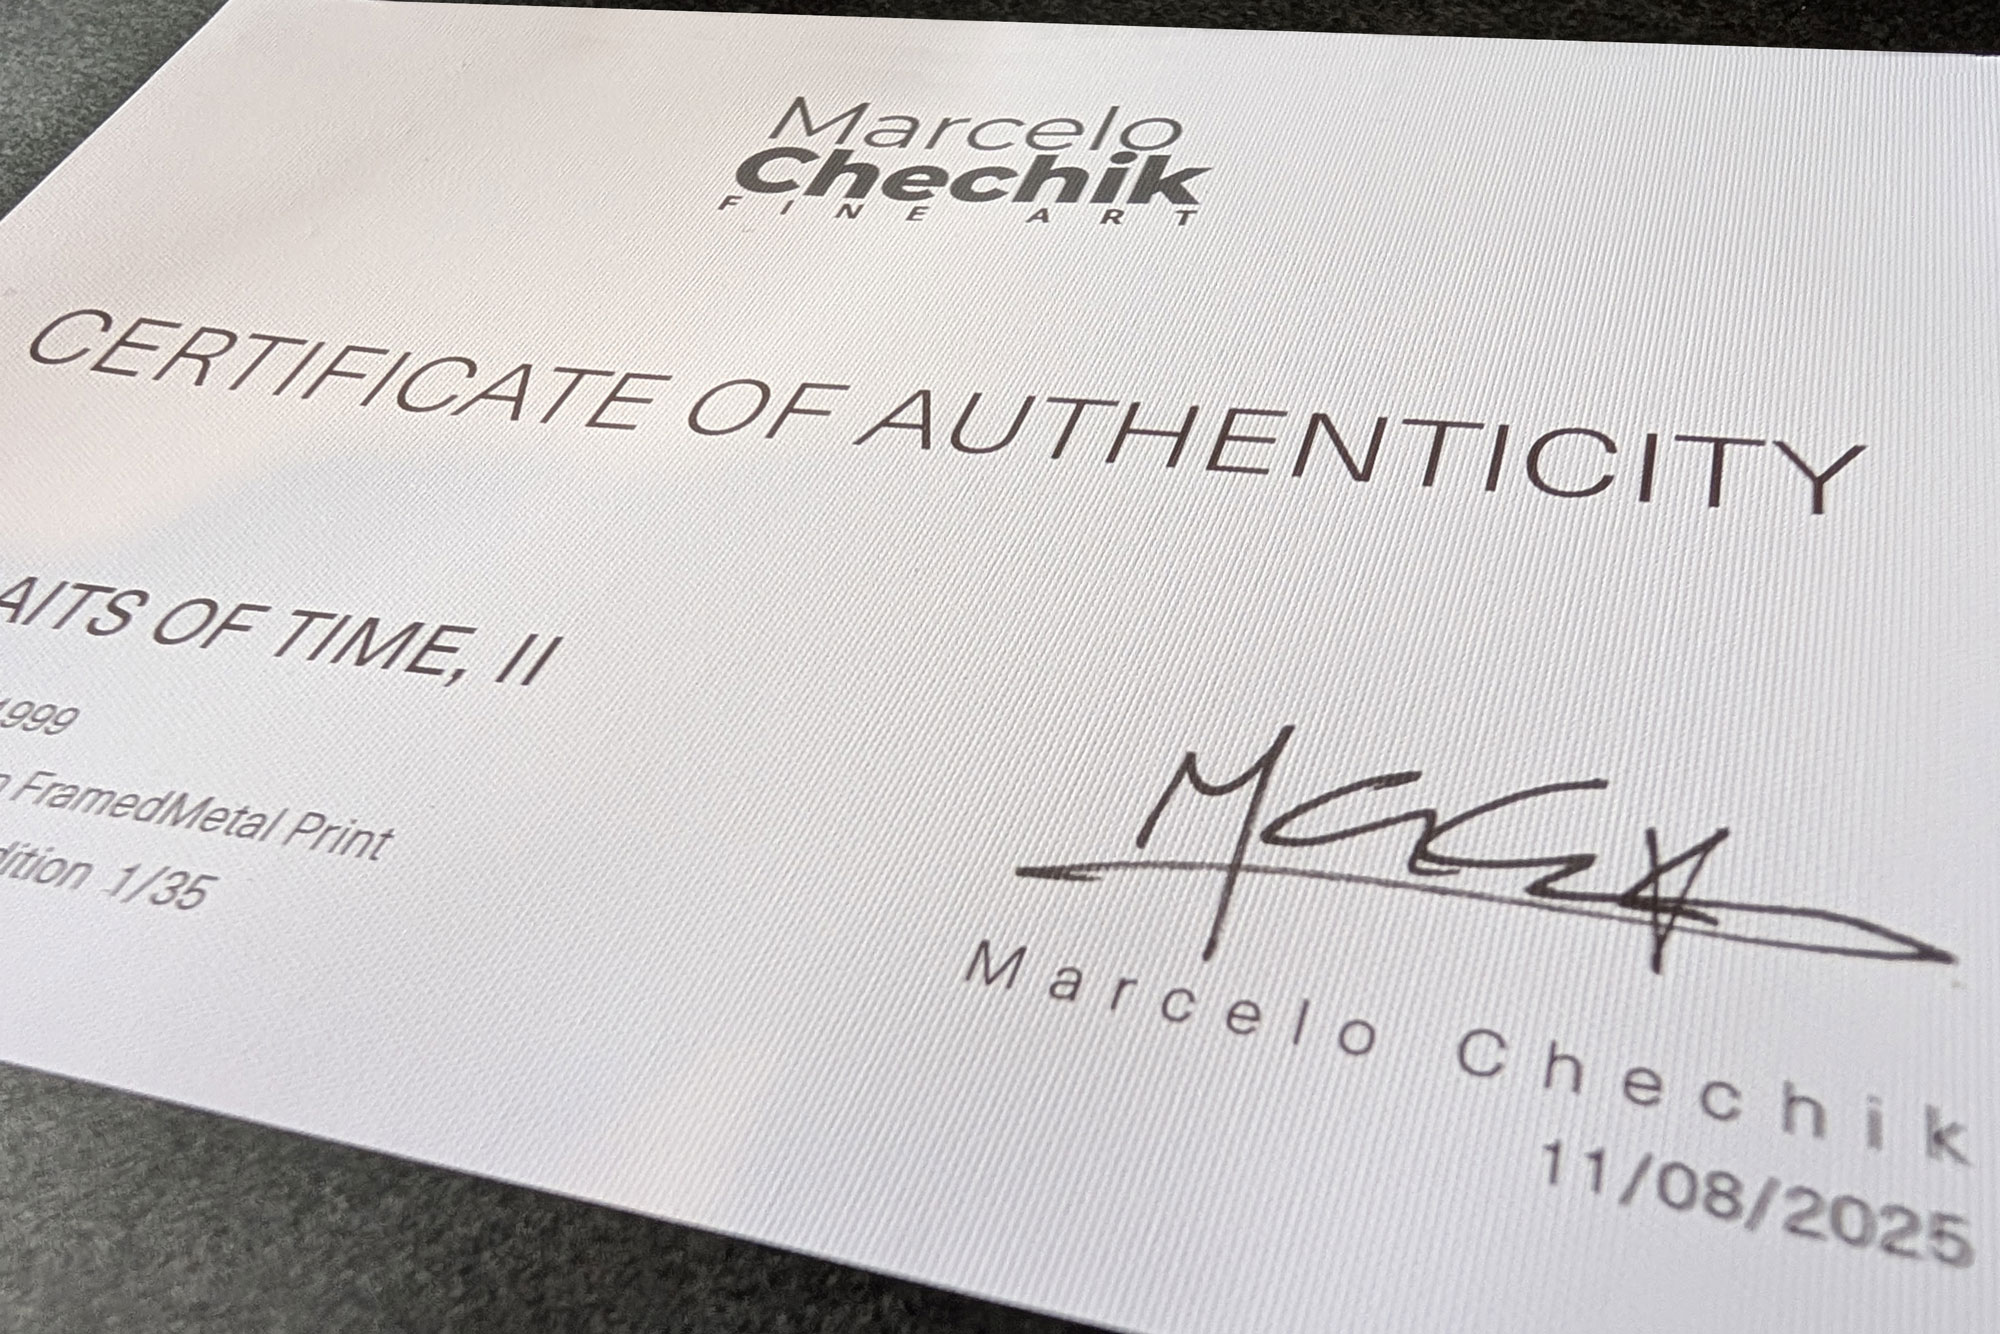 Marcelo
Chechik
FINE ART
CERTIFICATE OF AUTHENTICITY
AITS OF TIME, II
1999
FramedMetal Print
dition 1/35
Marcelo Chechik
11/08/2025